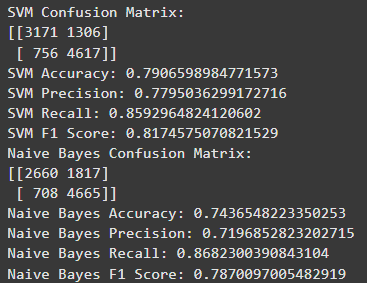 SVM Confusion Matrix:
[[3171 1306]
 [ 756 4617]]
SVM Accuracy: 0.7906598984771573
SVM Precision: 0.7795036299172716
SVM Recall: 0.8592964824120602
SVM F1 Score: 0.8174575070821529
Naive Bayes Confusion Matrix:
[[2660 1817]
 [ 708 4665]]
Naive Bayes Accuracy: 0.7436548223350253
Naive Bayes Precision: 0.7196852823202715
Naive Bayes Recall: 0.8682300390843104
Naive Bayes F1 Score: 0.7870097005482919